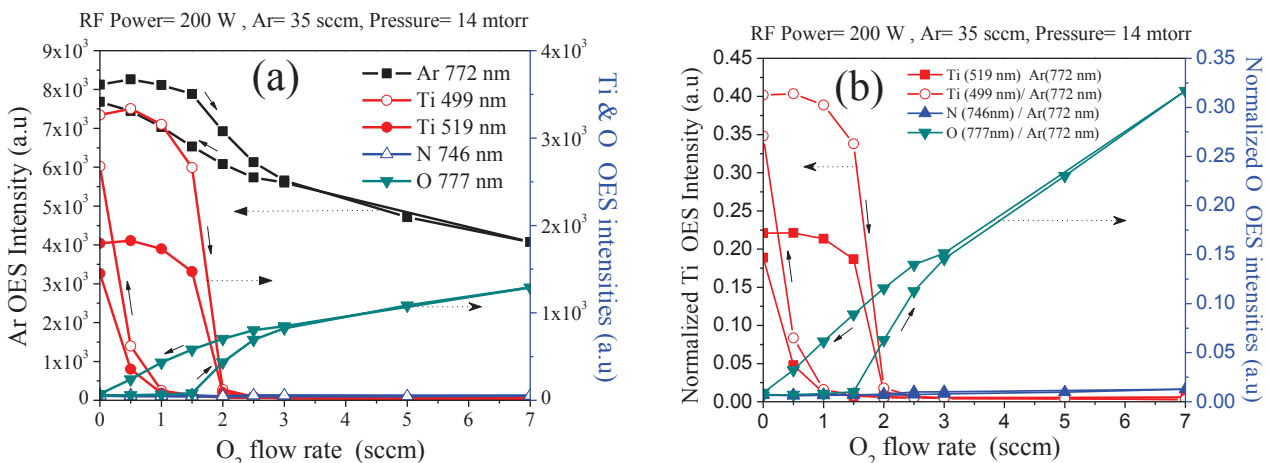 RF Power= 200 W , Ar= 35 sccm, Pressure= 14 mtorr
(a)
Ar 772 nm
Ti 499 nm
Ti 519 nm
N 746 nm
O 777 nm
Ar OES Intensity (a.u)
9x10³
8x10³
7x10³
6x10³
5x10³
4x10³
3x10³
2x10³
1x10³
0
4x10³
3x10³
2x10³
1x10³
0
Ti & O OES intensities (a.u)
0 1 2 3 4 5 6 7
O₂ flow rate (sccm)
RF Power= 200 W , Ar= 35 sccm, Pressure= 14 mtorr
(b)
Ti (519 nm) Ar(772 nm)
Ti (499 nm)/ Ar(772 nm)
N (746nm) / Ar(772 nm)
O (777nm) / Ar(772 nm)
Normalized Ti OES Intensity (a.u)
0.45
0.40
0.35
0.30
0.25
0.20
0.15
0.10
0.05
0.00
0.35
0.30
0.25
0.20
0.15
0.10
0.05
0.00
Normalized O OES intensities (a.u)
0 1 2 3 4 5 6 7
O₂ flow rate (sccm)